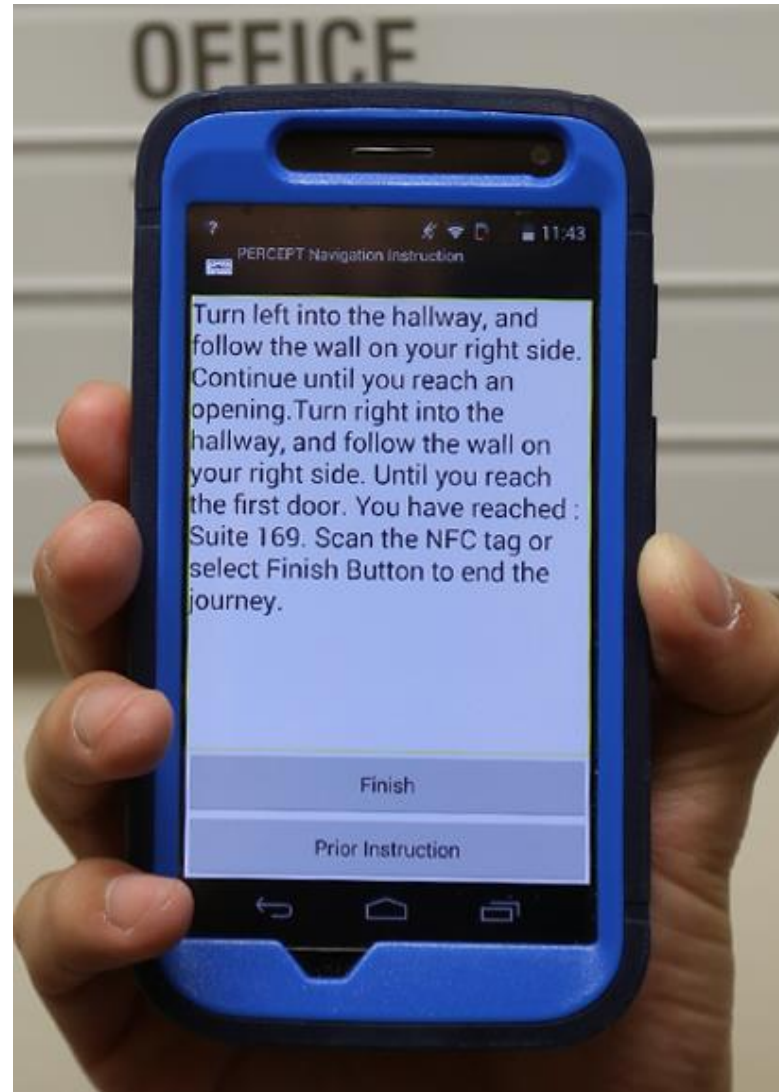 OFFICE
?
11:43
PERCEPT Navigation Instruction
Turn left into the hallway, and
follow the wall on your right side.
Continue until you reach an
opening.Turn right into the
hallway, and follow the wall on
your right side. Until you reach
the first door. You have reached :
Suite 169. Scan the NFC tag or
select Finish Button to end the
journey.
Finish
Prior Instruction